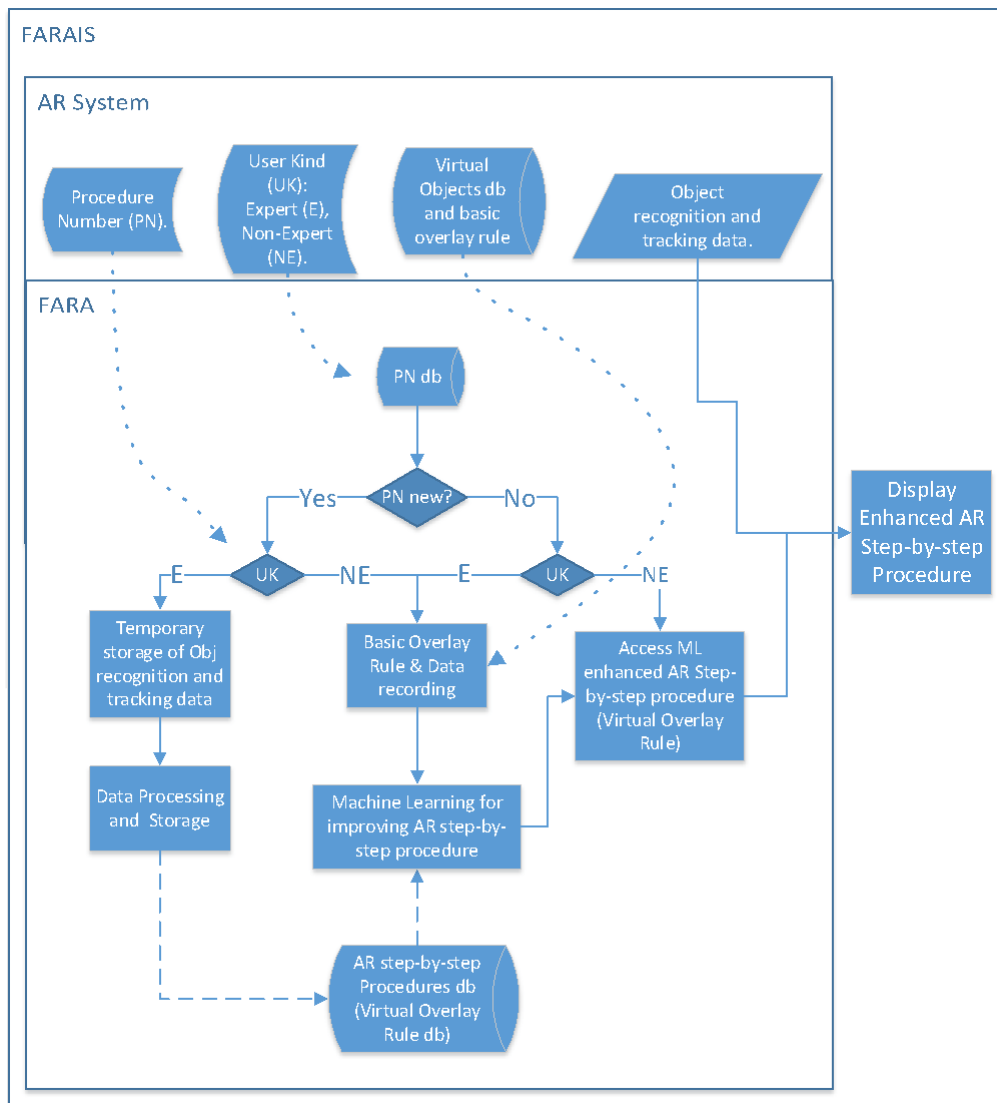 FARAIS
AR System
Procedure
Number (PN).
User Kind
(UK):
Expert (E),
Non-Expert
(NE).
Virtual
Objects db
and basic
overlay rule
Object
recognition and
tracking data.
FARA
PN db
PN new?
Yes
No
UK
E
NE
E
UK
NE
Display
Enhanced AR
Step-by-step
Procedure
Temporary
storage of Obj
recognition and
tracking data
Basic Overlay
Rule & Data
recording
Access ML
enhanced AR Step-
by-step procedure
(Virtual Overlay
Rule)
Data Processing
and Storage
Machine Learning for
improving AR step-by-
step procedure
AR step-by-step
Procedures db
(Virtual Overlay
Rule db)